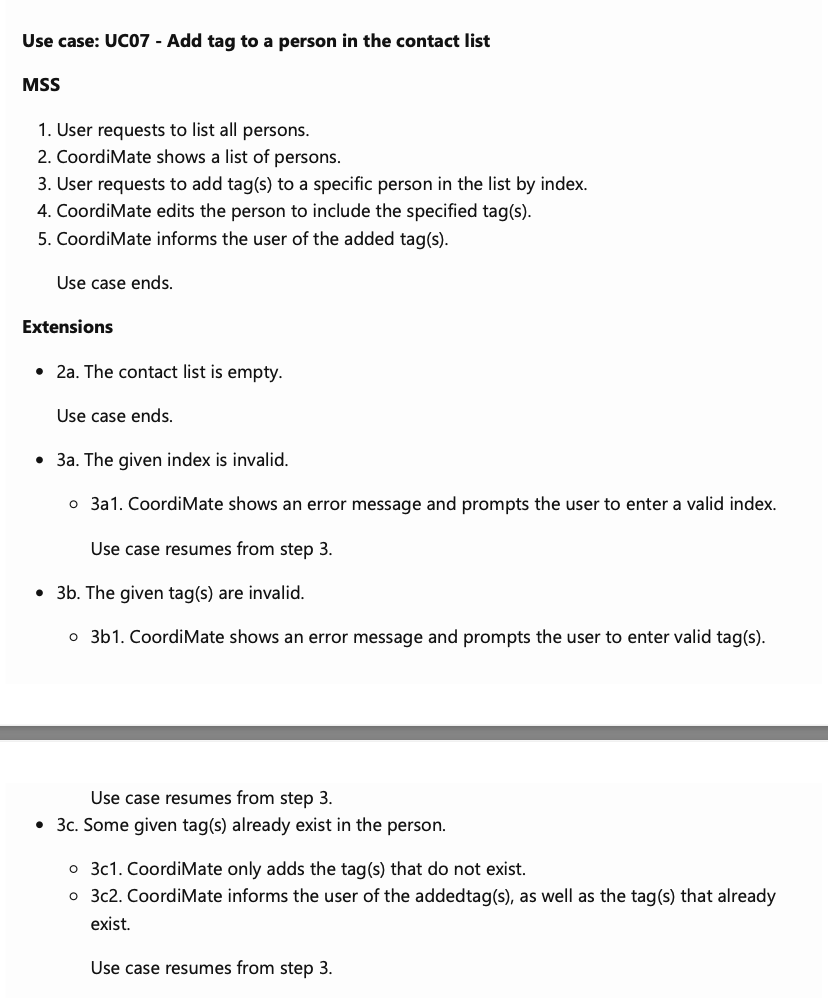 Use case: UC07 - Add tag to a person in the contact list
MSS
1. User requests to list all persons.
2. CoordiMate shows a list of persons.
3. User requests to add tag(s) to a specific person in the list by index.
4. CoordiMate edits the person to include the specified tag(s).
5. CoordiMate informs the user of the added tag(s).
Use case ends.
Extensions
• 2a. The contact list is empty.
Use case ends.
• 3a. The given index is invalid.
○ 3a1. CoordiMate shows an error message and prompts the user to enter a valid index.
Use case resumes from step 3.
• 3b. The given tag(s) are invalid.
○ 3b1. CoordiMate shows an error message and prompts the user to enter valid tag(s).
Use case resumes from step 3.
• 3c. Some given tag(s) already exist in the person.
○ 3c1. CoordiMate only adds the tag(s) that do not exist.
○ 3c2. CoordiMate informs the user of the addedtag(s), as well as the tag(s) that already
exist.
Use case resumes from step 3.